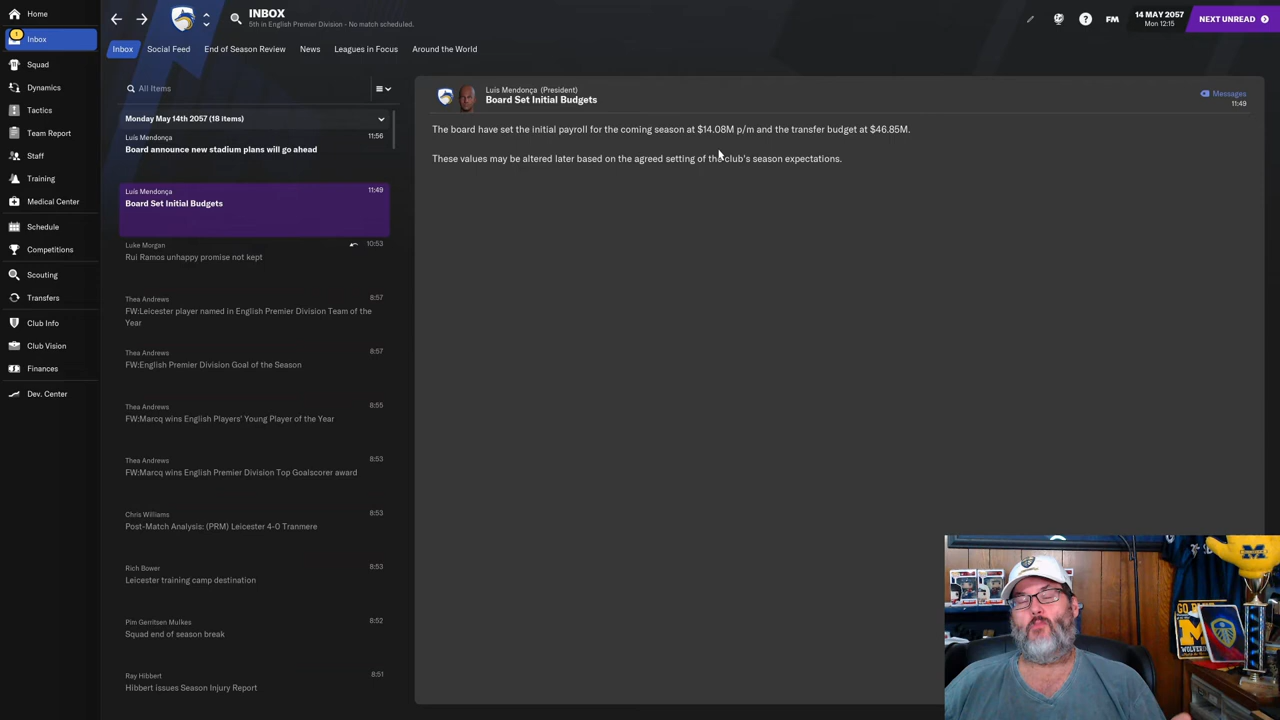 Home
INBOX
5th in English Premier Division - No match scheduled.
FM
14 MAY 2057
Mon 12:15
NEXT UNREAD
Inbox
Squad
Dynamics
Tactics
Team Report
Staff
Training
Medical Center
Schedule
Competitions
Scouting
Transfers
Club Info
Club Vision
Finances
Dev. Center
Inbox
Social Feed
End of Season Review
News
Leagues in Focus
Around the World
All Items
Monday May 14th 2057 (18 items)
Luís Mendonça
11:56
Board announce new stadium plans will go ahead
Luís Mendonça
11:49
Board Set Initial Budgets
Luke Morgan
10:53
Rui Ramos unhappy promise not kept
Thea Andrews
8:57
FW:Leicester player named in English Premier Division Team of the
Year
Thea Andrews
8:57
FW:English Premier Division Goal of the Season
Thea Andrews
8:55
FW:Marcq wins English Players' Young Player of the Year
Thea Andrews
8:53
FW:Marcq wins English Premier Division Top Goalscorer award
Chris Williams
8:53
Post-Match Analysis: (PRM) Leicester 4-0 Tranmere
Rich Bower
8:53
Leicester training camp destination
Pim Gerritsen Mulkes
8:52
Squad end of season break
Ray Hibbert
8:51
Hibbert issues Season Injury Report
Luís Mendonça (President)
Board Set Initial Budgets
Messages
11:49
The board have set the initial payroll for the coming season at $14.08M p/m and the transfer budget at $46.85M.
These values may be altered later based on the agreed setting of the club's season expectations.
GO BLUE
M
WOLVERINES
M